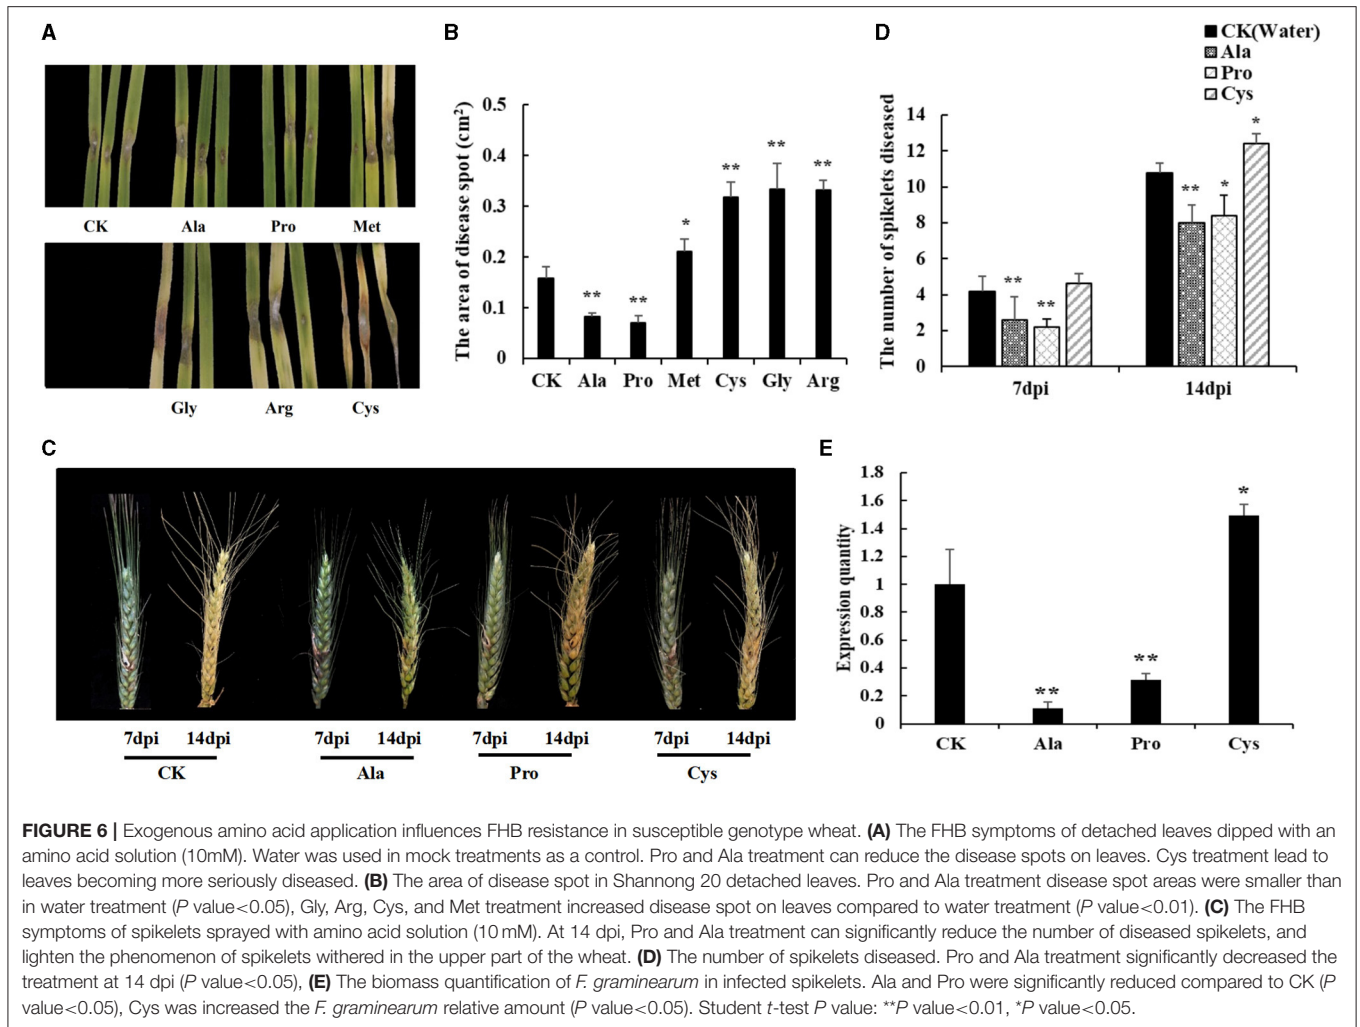 A
CK Ala Pro Met
Gly Arg Cys
B
The area of disease spot (cm²)
0.5
0.4
0.3
0.2
0.1
0
** ** * ** ** **
CK Ala Pro Met Cys Gly Arg
D
CK(Water)
Ala
Pro
Cys
The number of spikelets diseased
14
12
10
8
6
4
2
0
** ** ** * *
7dpi 14dpi
C
7dpi 14dpi 7dpi 14dpi 7dpi 14dpi 7dpi 14dpi
CK Ala Pro Cys
E
Expression quantity
1.8
1.6
1.4
1.2
1
0.8
0.6
0.4
0.2
0
** ** *
CK Ala Pro Cys
FIGURE 6 | Exogenous amino acid application influences FHB resistance in susceptible genotype wheat. (A) The FHB symptoms of detached leaves dipped with an
amino acid solution (10mM). Water was used in mock treatments as a control. Pro and Ala treatment can reduce the disease spots on leaves. Cys treatment lead to
leaves becoming more seriously diseased. (B) The area of disease spot in Shannong 20 detached leaves. Pro and Ala treatment disease spot areas were smaller than
in water treatment (P value<0.05), Gly, Arg, Cys, and Met treatment increased disease spot on leaves compared to water treatment (P value<0.01). (C) The FHB
symptoms of spikelets sprayed with amino acid solution (10 mM). At 14 dpi, Pro and Ala treatment can significantly reduce the number of diseased spikelets, and
lighten the phenomenon of spikelets withered in the upper part of the wheat. (D) The number of spikelets diseased. Pro and Ala treatment significantly decreased the
treatment at 14 dpi (P value<0.05), (E) The biomass quantification of F. graminearum in infected spikelets. Ala and Pro were significantly reduced compared to CK (P
value<0.05), Cys was increased the F. graminearum relative amount (P value<0.05). Student t-test P value: **P value<0.01, *P value<0.05.